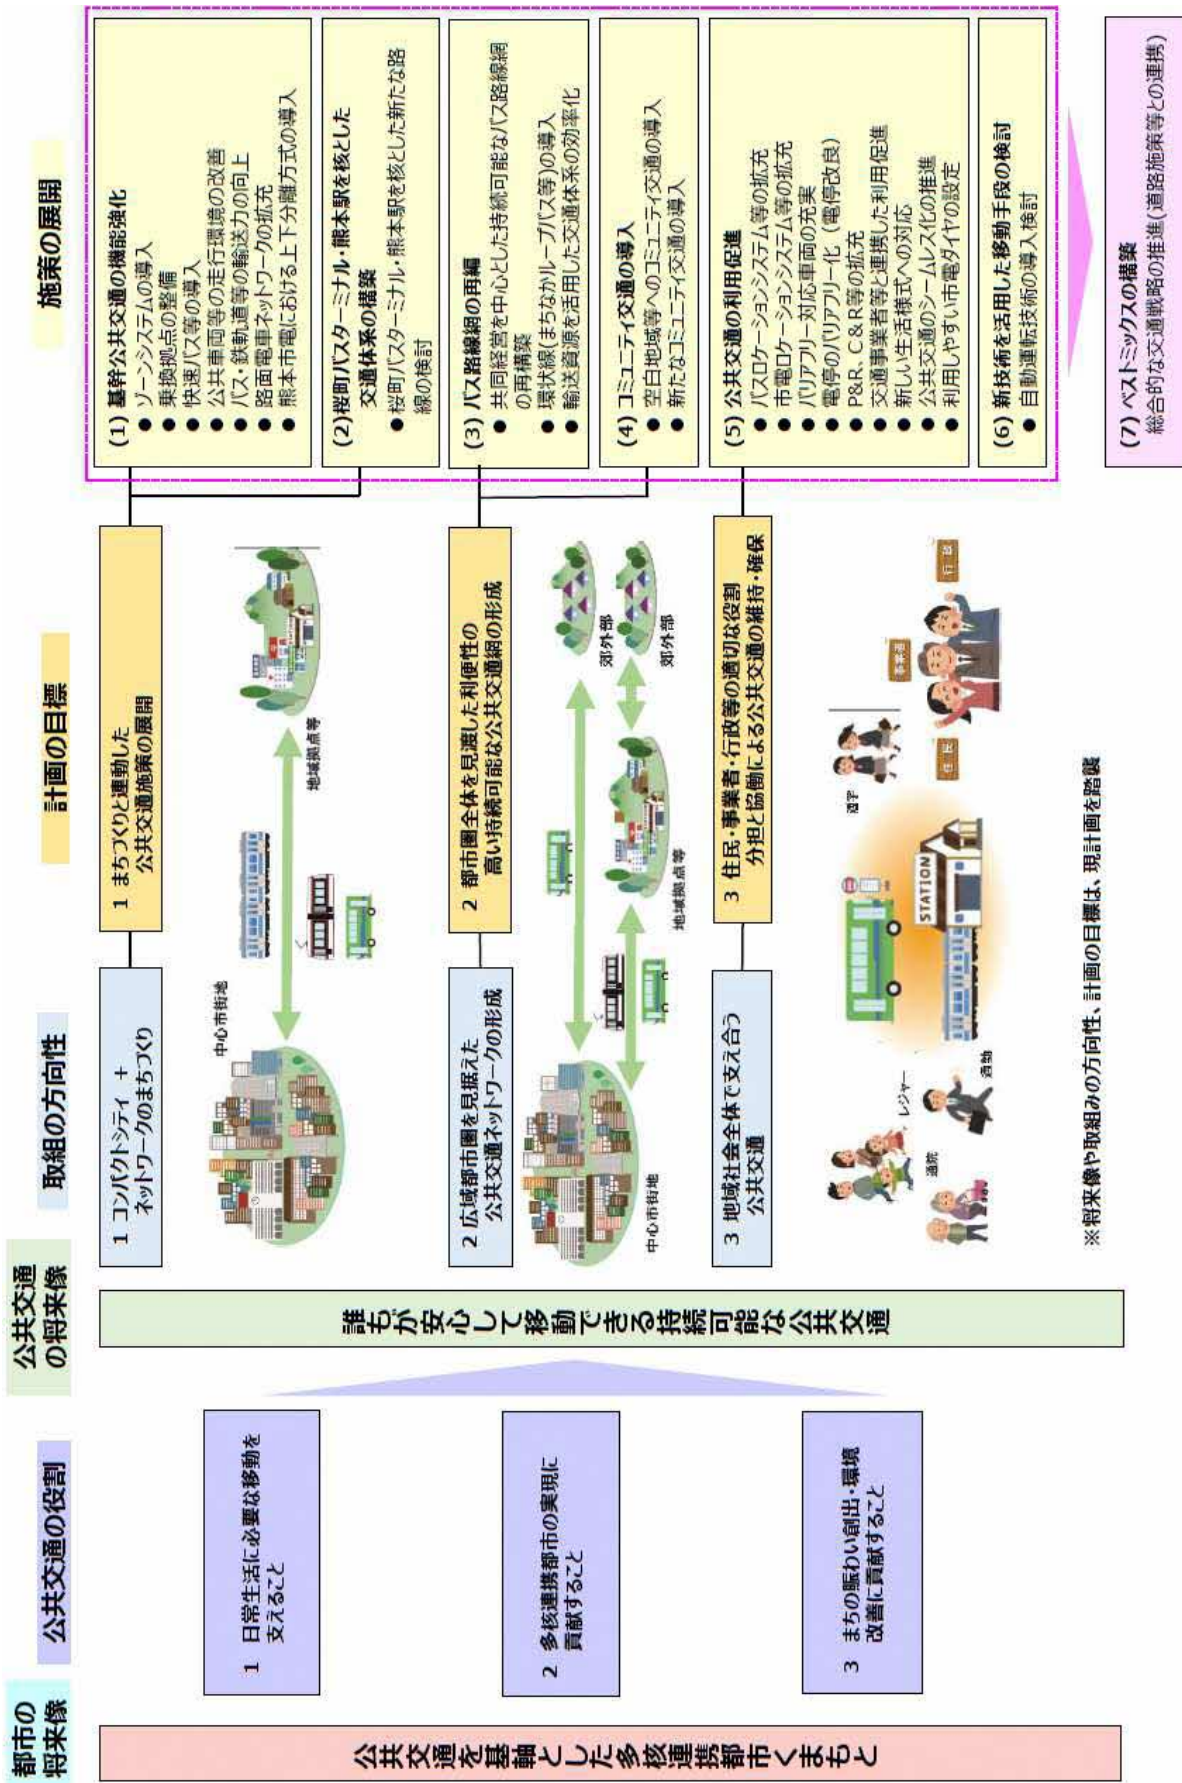 都市の
将来像
公共交通の役割
公共交通
の将来像
取組の方向性
計画の目標
施策の展開
公共交通を基軸とした多核連携都市くまもと
1 日常生活に必要な移動を
支えること
2 多核連携都市の実現に
貢献すること
3 まちの賑わい創出・環境
改善に貢献すること
誰もが安心して移動できる持続可能な公共交通
1 コンパクトシティ +
ネットワークのまちづくり
1 まちづくりと連動した
公共交通施策の展開
中心市街地
地域拠点等
2 広域都市圏を見据えた
公共交通ネットワークの形成
2 都市圏全体を見渡した利便性の
高い持続可能な公共交通網の形成
中心市街地
地域拠点等
郊外部
郊外部
3 地域社会全体で支え合う
公共交通
3 住民・事業者・行政等の適切な役割
分担と協働による公共交通の維持・確保
レジャー
通院
通勤
STATION
通学
住民
事業者
行政
※将来像や取組みの方向性、計画の目標は、現計画を踏襲
(1) 基幹公共交通の機能強化
● ゾーンシステムの導入
● 乗換拠点の整備
● 快速バス等の導入
● 公共車両等の走行環境の改善
● バス・鉄軌道等の輸送力の向上
● 路面電車ネットワークの拡充
● 熊本市電における上下分離方式の導入
(2)桜町バスターミナル・熊本駅を核とした
交通体系の構築
● 桜町バスターミナル・熊本駅を核とした新たな路
線の検討
(3) バス路線網の再編
● 共同経営を中心とした持続可能なバス路線網
の再構築
● 環状線(まちなかループバス等)の導入
● 輸送資源を活用した交通体系の効率化
(4) コミュニティ交通の導入
● 空白地域等へのコミュニティ交通の導入
● 新たなコミュニティ交通の導入
(5) 公共交通の利用促進
● バスロケーションシステム等の拡充
● 市電ロケーションシステム等の拡充
● バリアフリー対応車両の充実
● 電停のバリアフリー化(電停改良)
● P&R、C&R等の拡充
● 交通事業者等と連携した利用促進
● 新しい生活様式への対応
● 公共交通のシームレス化の推進
● 利用しやすい市電ダイヤの設定
(6) 新技術を活用した移動手段の検討
● 自動運転技術の導入検討
(7) ベストミックスの構築
総合的な交通戦略の推進(道路施策等との連携)